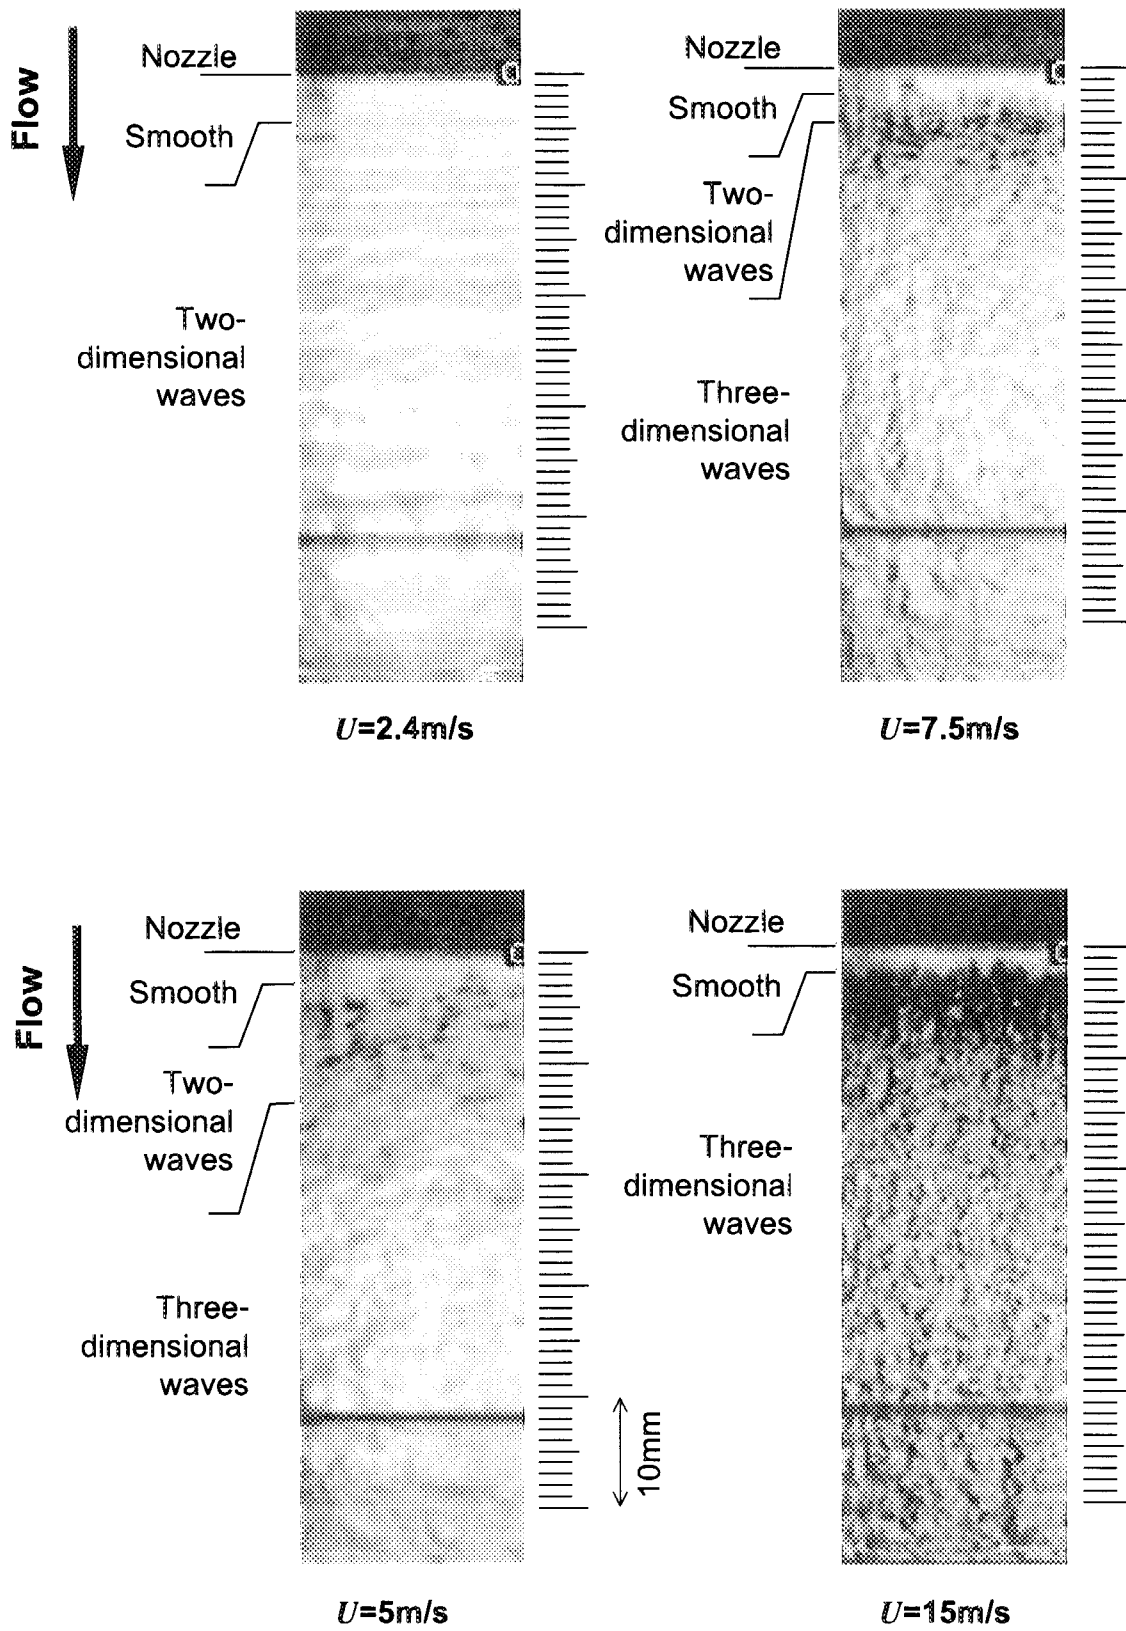 Flow
Nozzle
Smooth
Two-
dimensional
waves
U=2.4m/s
Nozzle
Smooth
Two-
dimensional
waves
Three-
dimensional
waves
U=7.5m/s
Flow
Nozzle
Smooth
Two-
dimensional
waves
Three-
dimensional
waves
10mm
U=5m/s
Nozzle
Smooth
Three-
dimensional
waves
U=15m/s